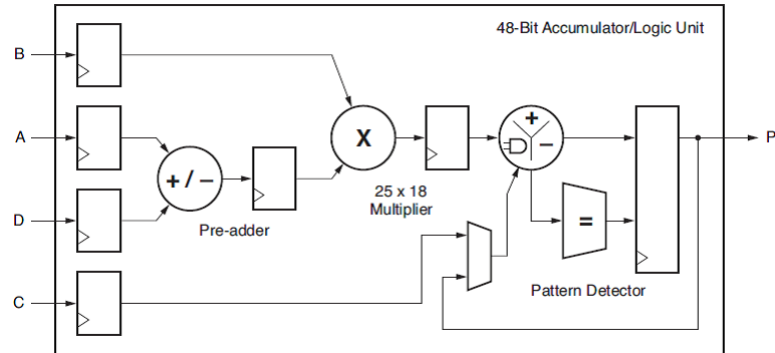 48-Bit Accumulator/Logic Unit
B
A
D
C
+ / –
Pre-adder
X
25 x 18
Multiplier
+
–
=
Pattern Detector
P